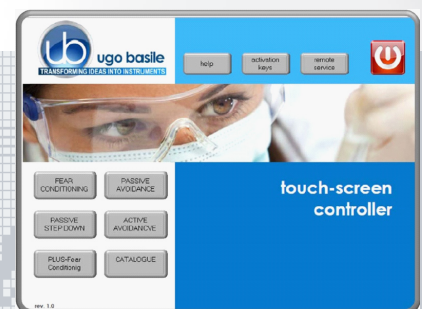 ugo basile
TRANSFORMING IDEAS INTO INSTRUMENTS
help
activation
keys
remote
service
touch-screen
controller
FEAR
CONDITIONING
PASSIVE
AVOIDANCE
PASSIVE
STEP DOWN
ACTIVE
AVOIDANCVE
PLUS-Fear
Conditionig
CATALOGUE
rev. 1.0